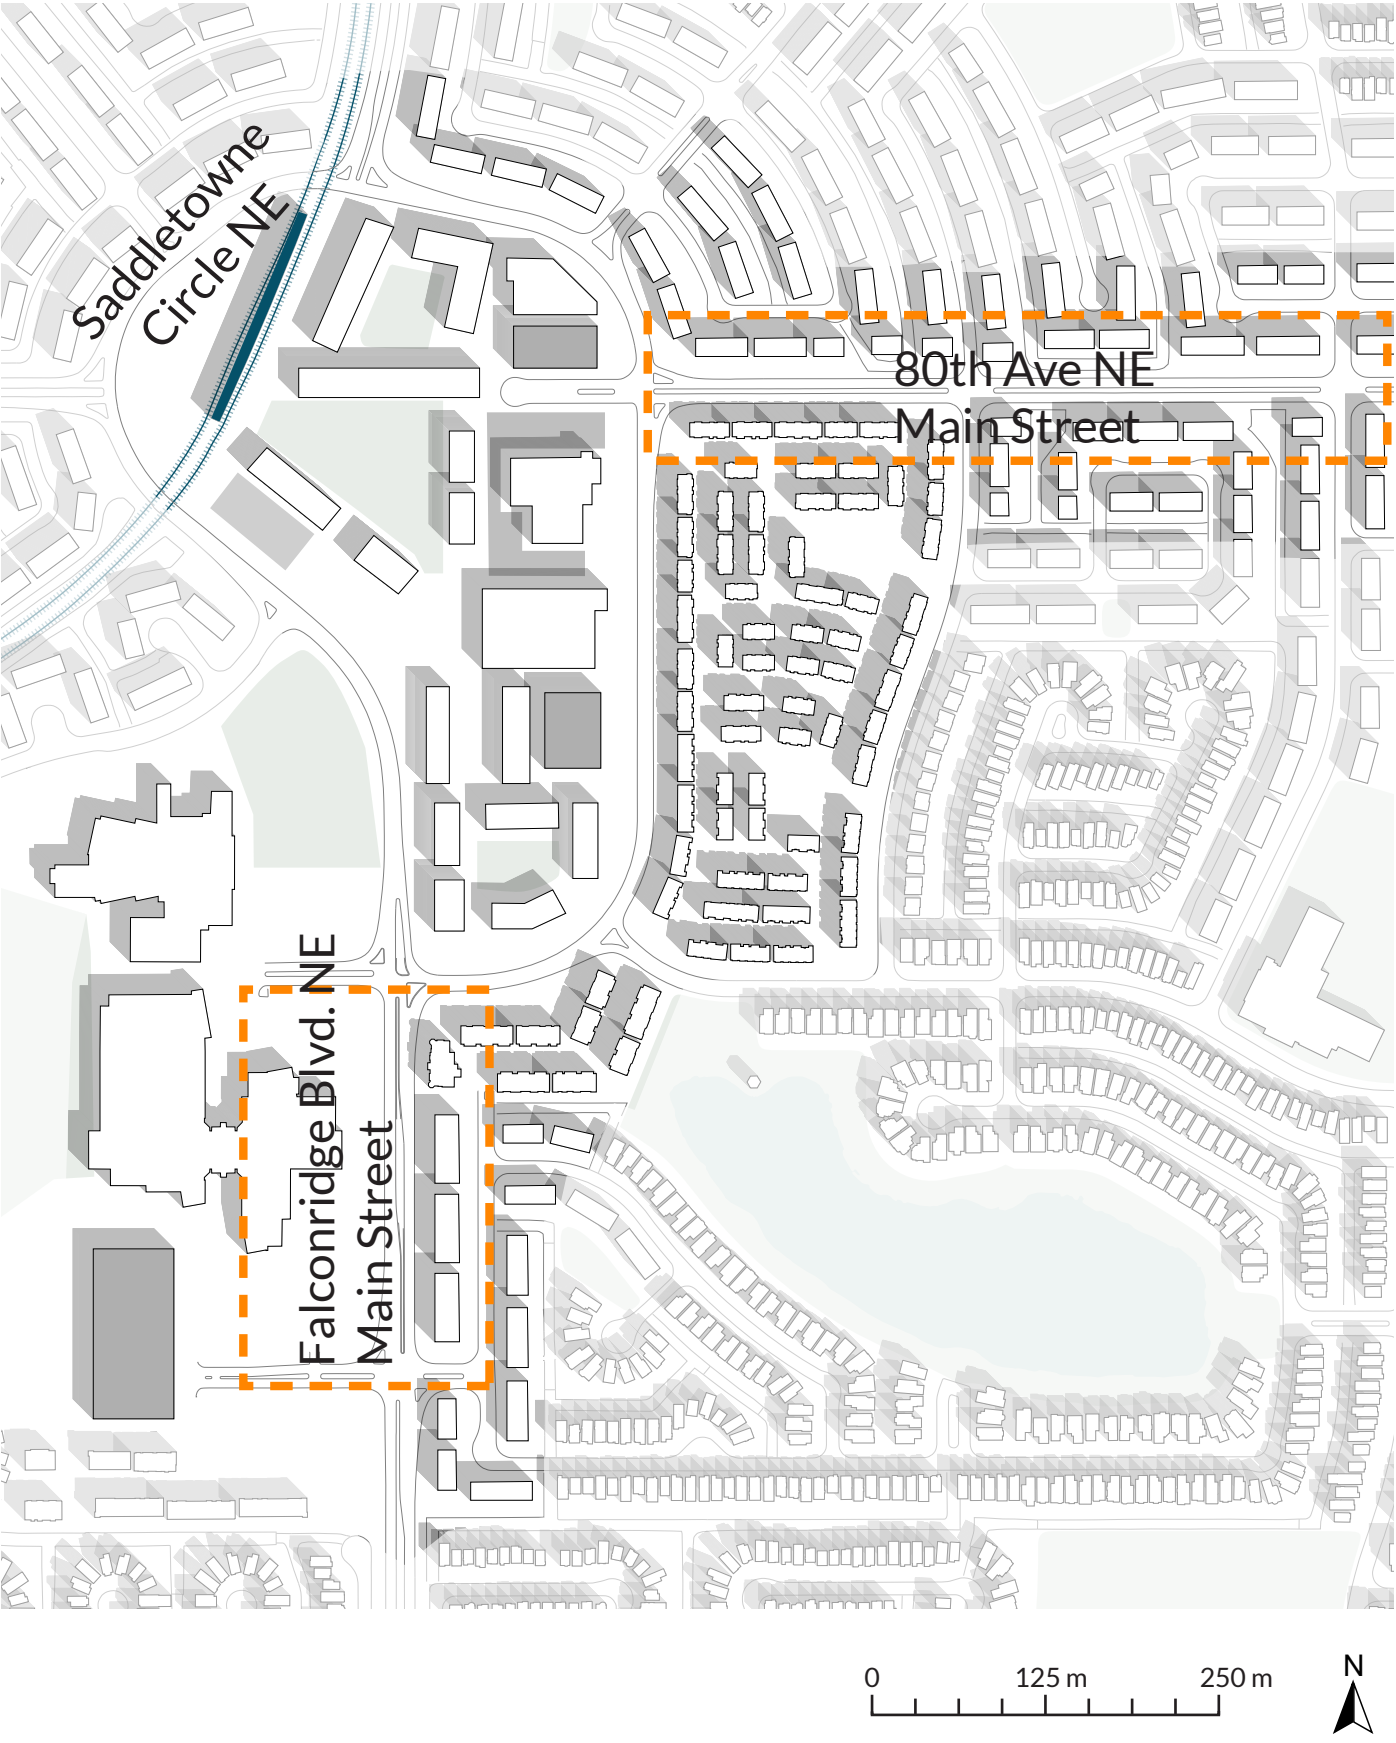 Saddletowne
Circle NE
80th Ave NE
Main Street
Falconridge Blvd. NE
Main Street
0 125 m 250 m
N